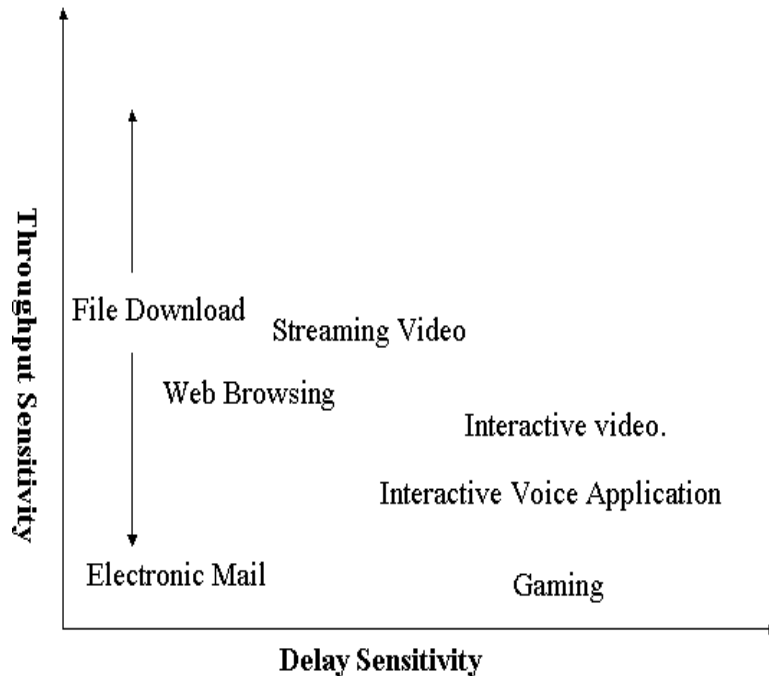 Throughput Sensitivity
File Download
Streaming Video
Web Browsing
Interactive video.
Interactive Voice Application
Electronic Mail
Gaming
Delay Sensitivity